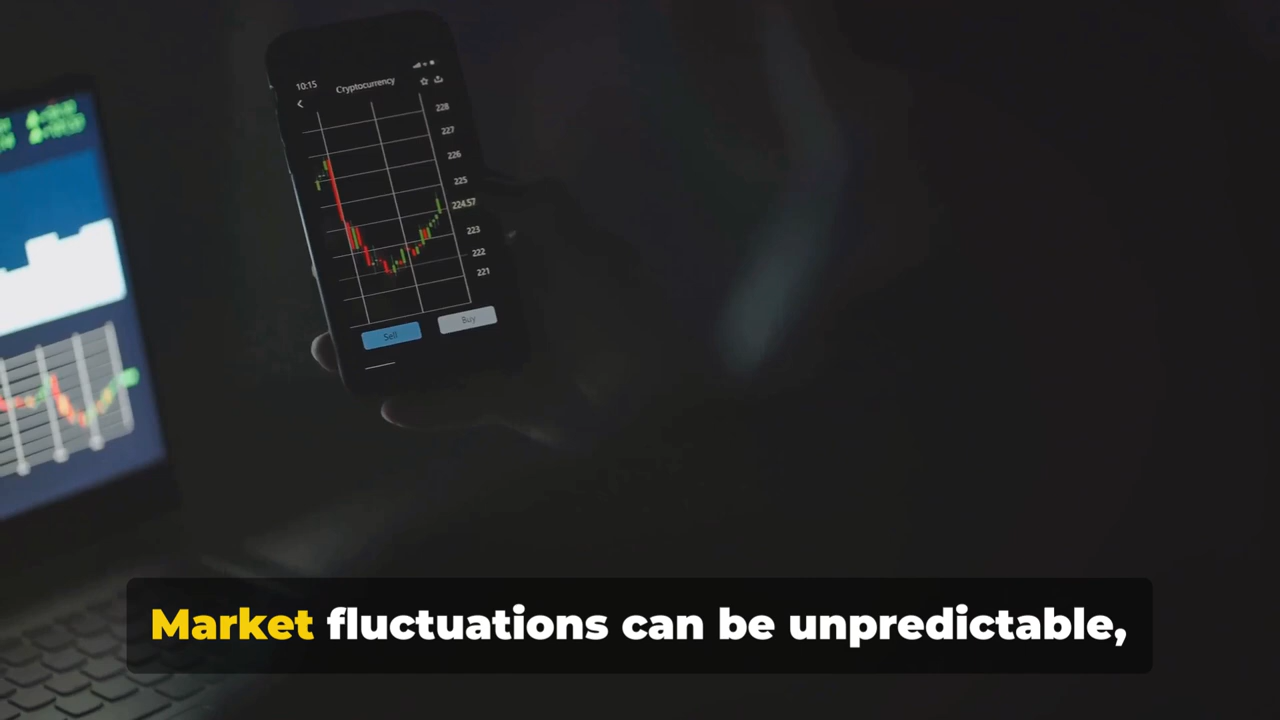 10:15
Cryptocurrency
228
227
226
225
224.57
223
222
221
Sell
Buy
Market fluctuations can be unpredictable,